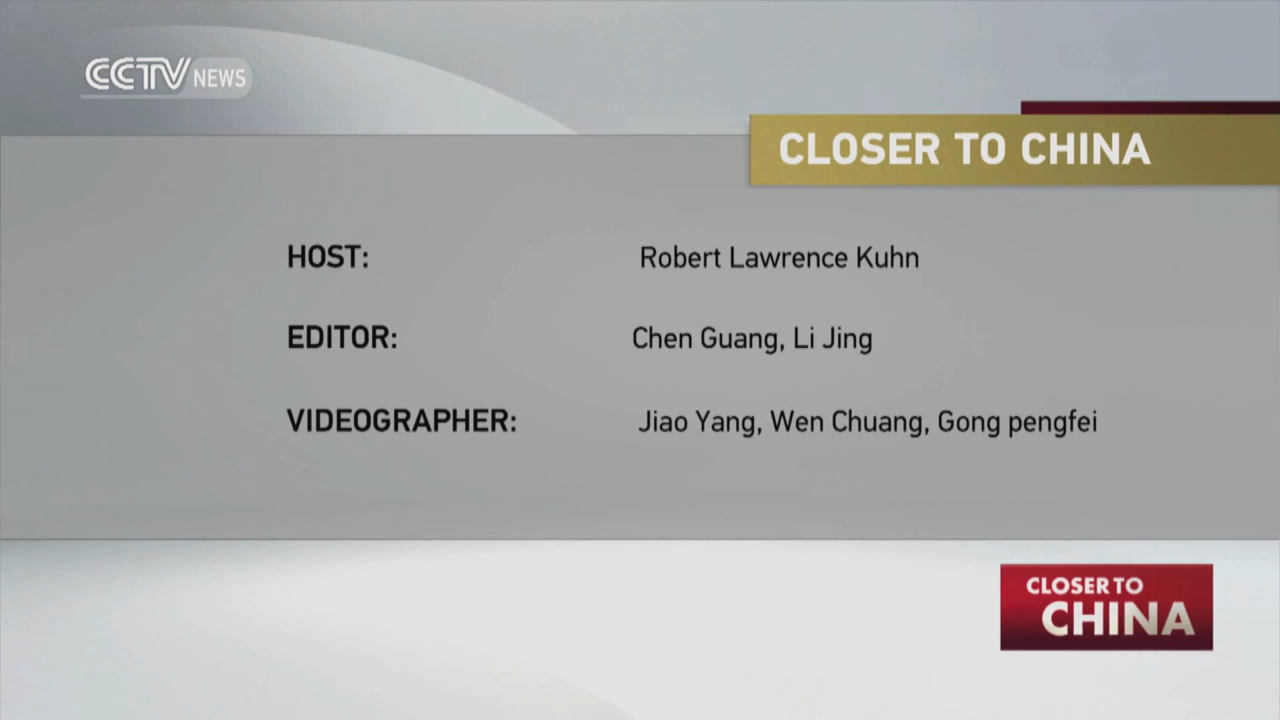 CCTV NEWS
CLOSER TO CHINA
HOST: Robert Lawrence Kuhn
EDITOR: Chen Guang, Li Jing
VIDEOGRAPHER: Jiao Yang, Wen Chuang, Gong pengfei
CLOSER TO
CHINA